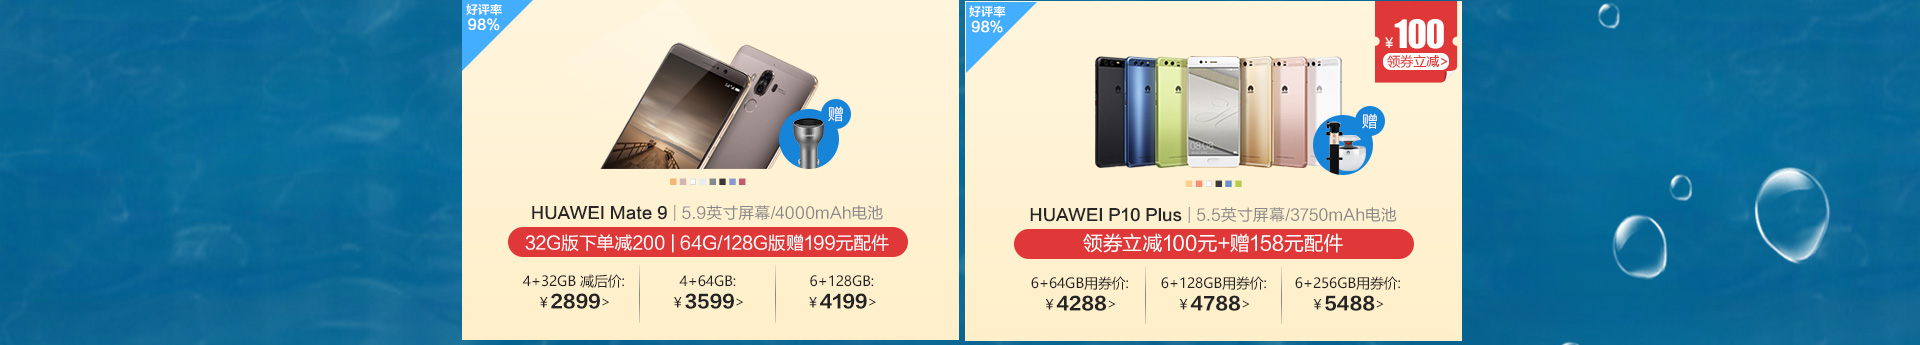 好评率
98%
赠
HUAWEI Mate 9 | 5.9英寸屏幕/4000mAh电池
32G版下单减200 | 64G/128G版赠199元配件
4+32GB 减后价:
¥2899>
4+64GB:
¥3599>
6+128GB:
¥4199>
好评率
98%
¥100
领券立减>
赠
HUAWEI P10 Plus | 5.5英寸屏幕/3750mAh电池
领券立减100元+赠158元配件
6+64GB用券价:
¥4288>
6+128GB用券价:
¥4788>
6+256GB用券价:
¥5488>